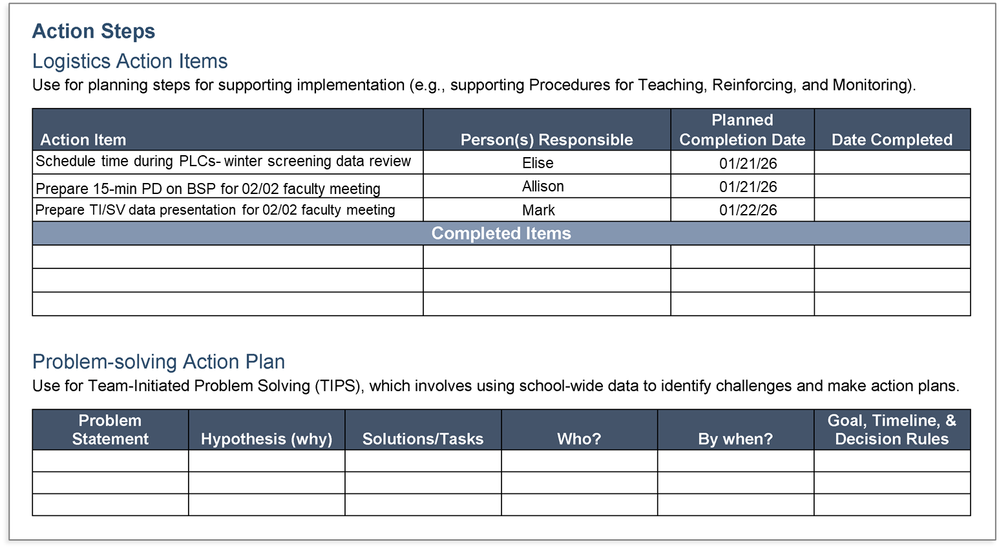 Action Steps
Logistics Action Items
Use for planning steps for supporting implementation (e.g., supporting Procedures for Teaching, Reinforcing, and Monitoring).
Action Item Person(s) Responsible Planned Completion Date Date Completed
Schedule time during PLCs- winter screening data review Elise 01/21/26
Prepare 15-min PD on BSP for 02/02 faculty meeting Allison 01/21/26
Prepare TI/SV data presentation for 02/02 faculty meeting Mark 01/22/26
Completed Items
Problem-solving Action Plan
Use for Team-Initiated Problem Solving (TIPS), which involves using school-wide data to identify challenges and make action plans.
Problem Statement Hypothesis (why) Solutions/Tasks Who? By when? Goal, Timeline, & Decision Rules